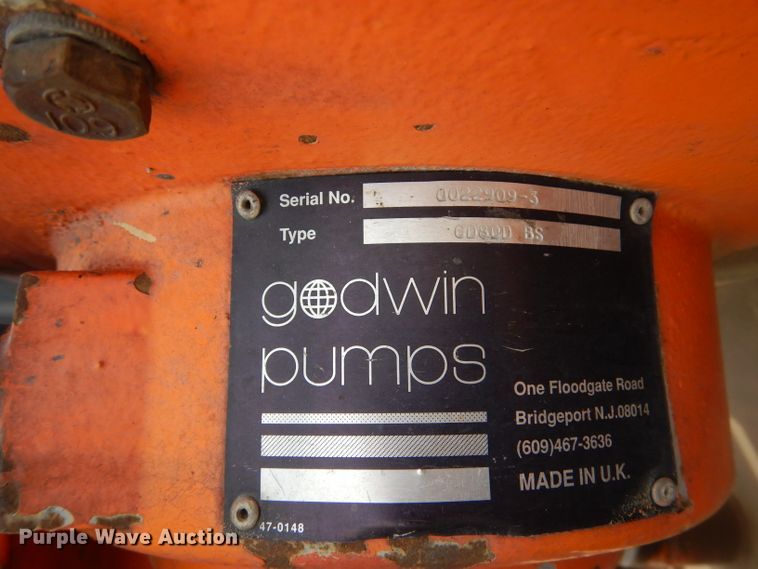 Serial No. 0022909-3
Type CD80D BS
godwin
pumps
One Floodgate Road
Bridgeport N.J.08014
(609)467-3636
MADE IN U.K.
47-0148
Purple Wave Auction